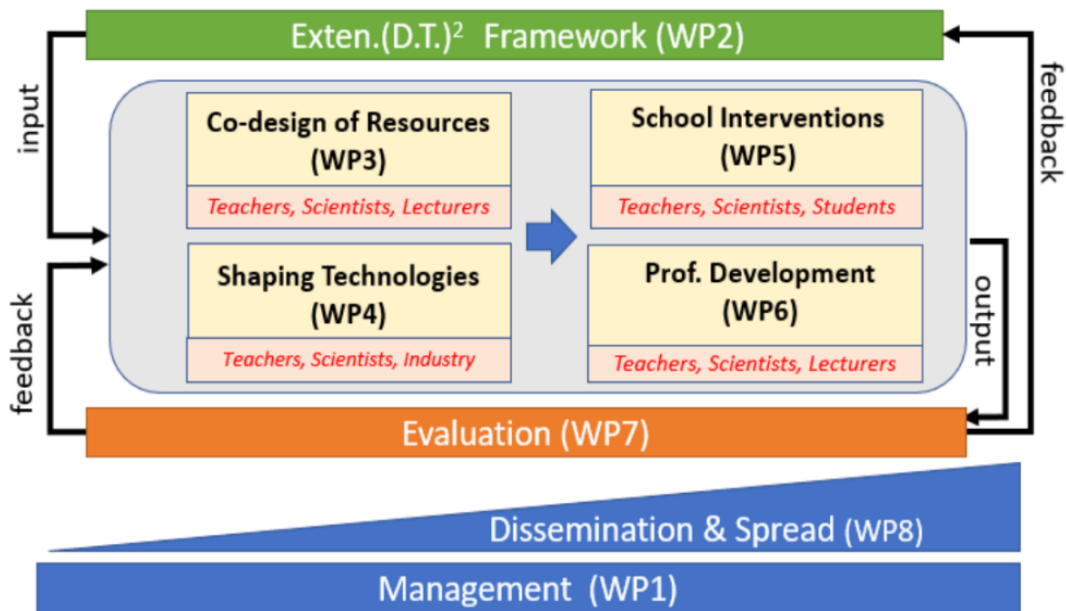 Exten.(D.T.)² Framework (WP2)
input
feedback
Co-design of Resources
(WP3)
Teachers, Scientists, Lecturers
School Interventions
(WP5)
Teachers, Scientists, Students
Shaping Technologies
(WP4)
Teachers, Scientists, Industry
Prof. Development
(WP6)
Teachers, Scientists, Lecturers
feedback
output
Evaluation (WP7)
Dissemination & Spread (WP8)
Management (WP1)